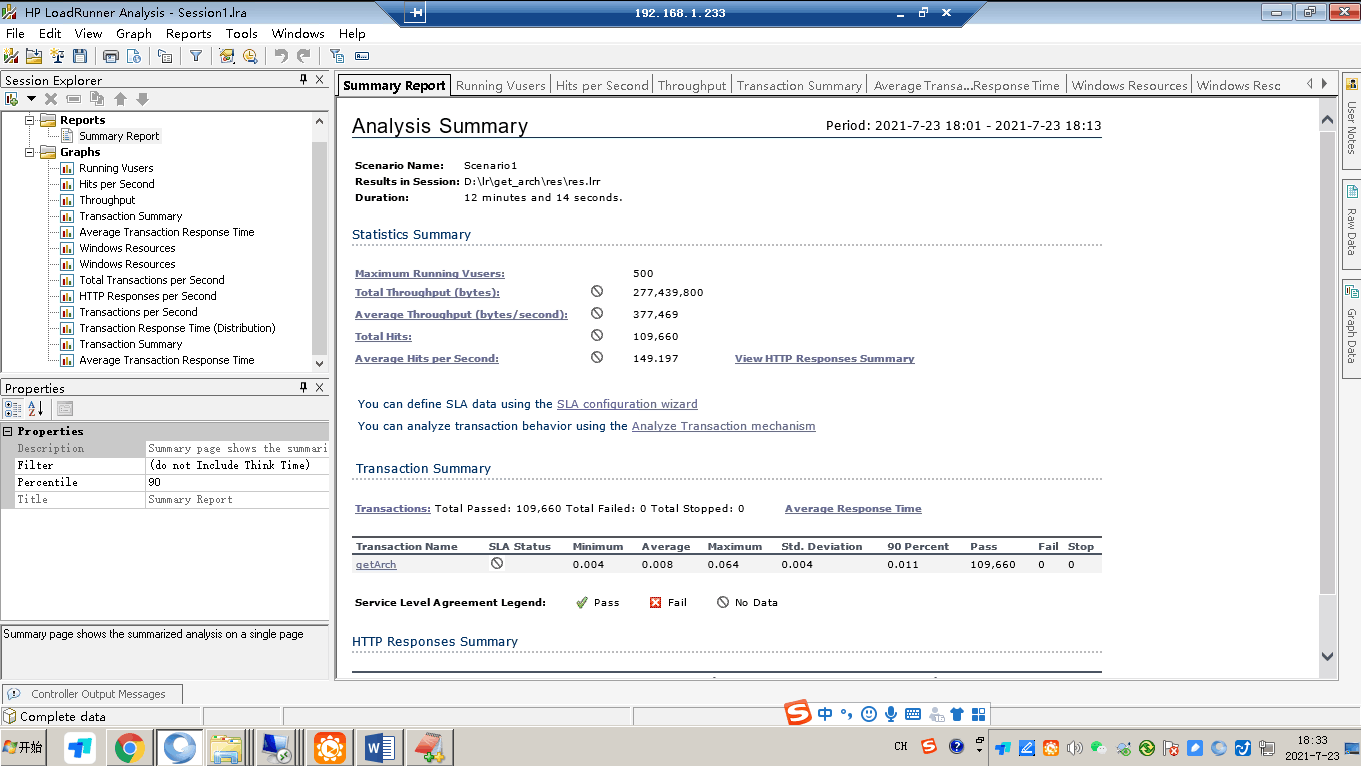 HP LoadRunner Analysis - Session1.lra
192.168.1.233
File Edit View Graph Reports Tools Windows Help
Session Explorer
Reports
Summary Report
Graphs
Running Vusers
Hits per Second
Throughput
Transaction Summary
Average Transaction Response Time
Windows Resources
Windows Resources
Total Transactions per Second
HTTP Responses per Second
Transactions per Second
Transaction Response Time (Distribution)
Transaction Summary
Average Transaction Response Time
Properties
Properties
Description Summary page shows the summari
Filter (do not Include Think Time)
Percentile 90
Title Summary Report
Summary page shows the summarized analysis on a single page
Summary Report Running Vusers Hits per Second Throughput Transaction Summary Average Transa...Response Time Windows Resources Windows Resc
Analysis Summary Period: 2021-7-23 18:01 - 2021-7-23 18:13
Scenario Name: Scenario1
Results in Session: D:\lr\get_arch\res\res.lrr
Duration: 12 minutes and 14 seconds.
Statistics Summary
Maximum Running Vusers: 500
Total Throughput (bytes): 277,439,800
Average Throughput (bytes/second): 377,469
Total Hits: 109,660
Average Hits per Second: 149.197 View HTTP Responses Summary
You can define SLA data using the SLA configuration wizard
You can analyze transaction behavior using the Analyze Transaction mechanism
Transaction Summary
Transactions: Total Passed: 109,660 Total Failed: 0 Total Stopped: 0 Average Response Time
Transaction Name SLA Status Minimum Average Maximum Std. Deviation 90 Percent Pass Fail Stop
getArch 0.004 0.008 0.064 0.004 0.011 109,660 0 0
Service Level Agreement Legend: Pass Fail No Data
HTTP Responses Summary
User Notes
Raw Data
Graph Data
Controller Output Messages
Complete data
中
开始
CH
18:33
2021-7-23